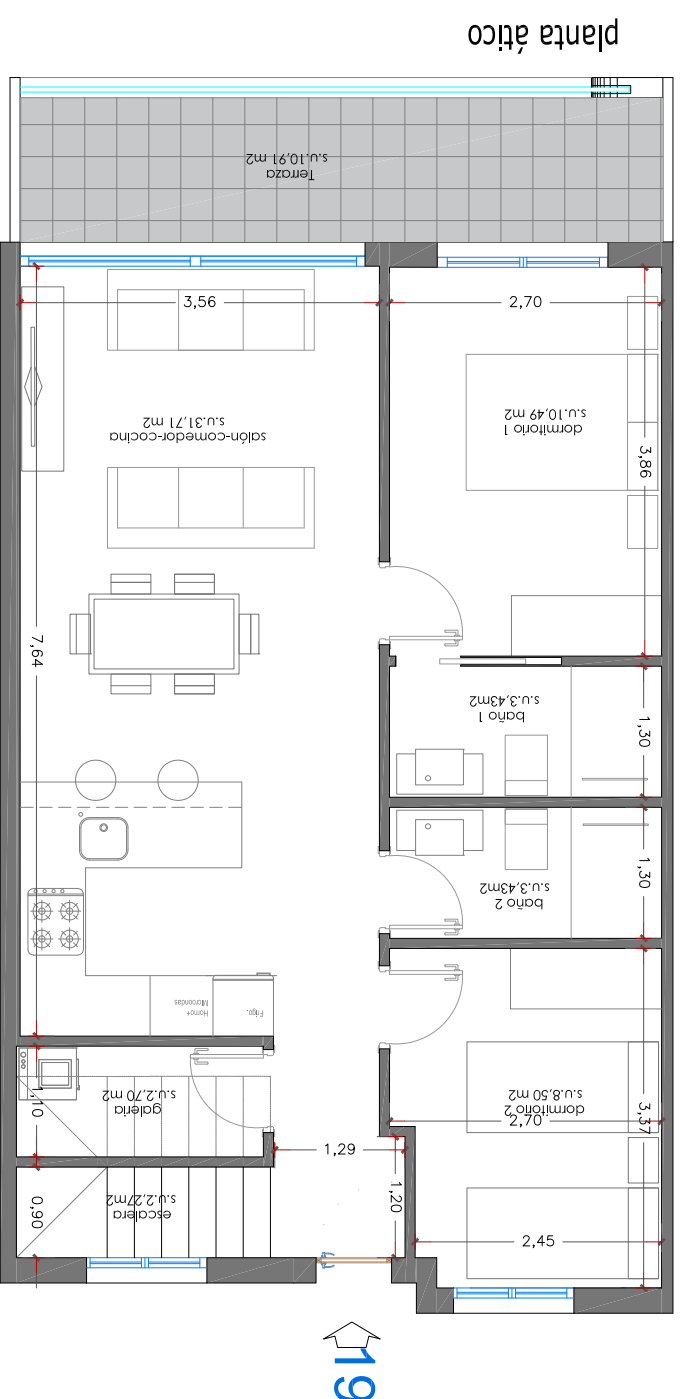 planta ático
Terraza
s.u.10,91 m2
3,56
2,70
salón-comedor-cocina
s.u.31,71 m2
dormitorio 1
s.u.10,49 m2
3,86
7,64
baño 1
s.u.3,43m2
1,30
baño 2
s.u.3,43m2
1,30
Horno+
Microondas
Frigo.
galeria
s.u.2,70 m2
1,10
dormitorio 2
s.u.8,50 m2
2,70
3,37
1,29
1,20
escalera
s.u.2,27m2
0,90
2,45
19